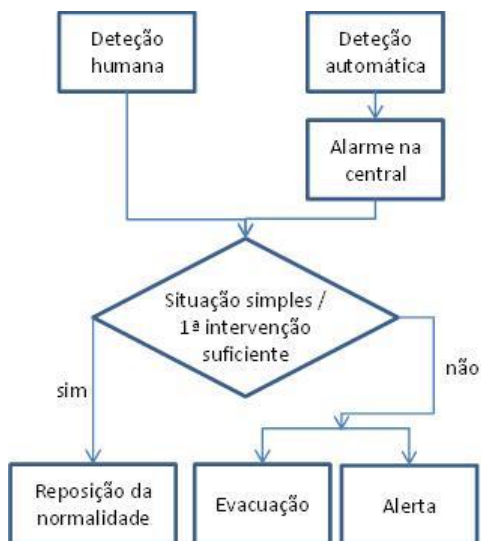 Deteção
humana
Deteção
automática
Alarme na
central
Situação simples /
1ª intervenção
suficiente
sim
não
Reposição da
normalidade
Evacuação
Alerta